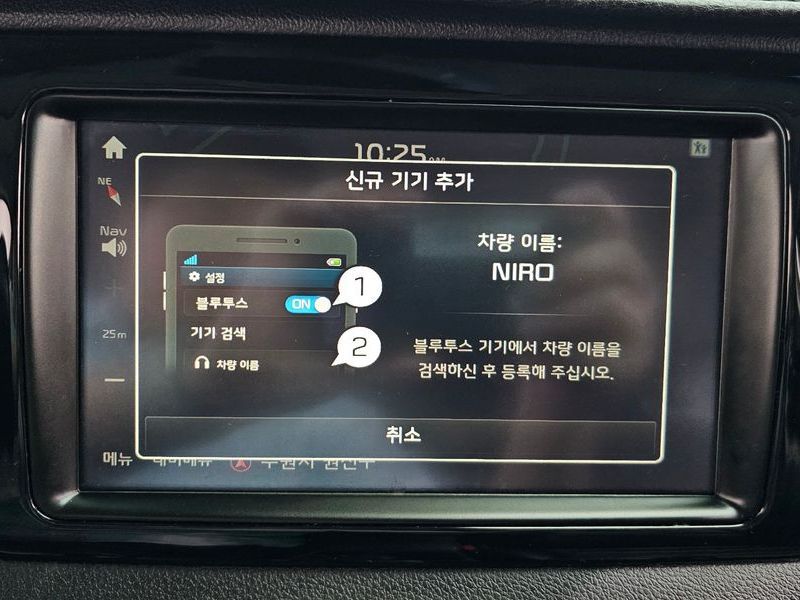 10:25
NE
신규 기기 추가
Nav
차량 이름:
NIRO
설정
블루투스 ON 1
기기 검색
2
차량 이름
25m
블루투스 기기에서 차량 이름을
검색하신 후 등록해 주십시오.
취소
메뉴